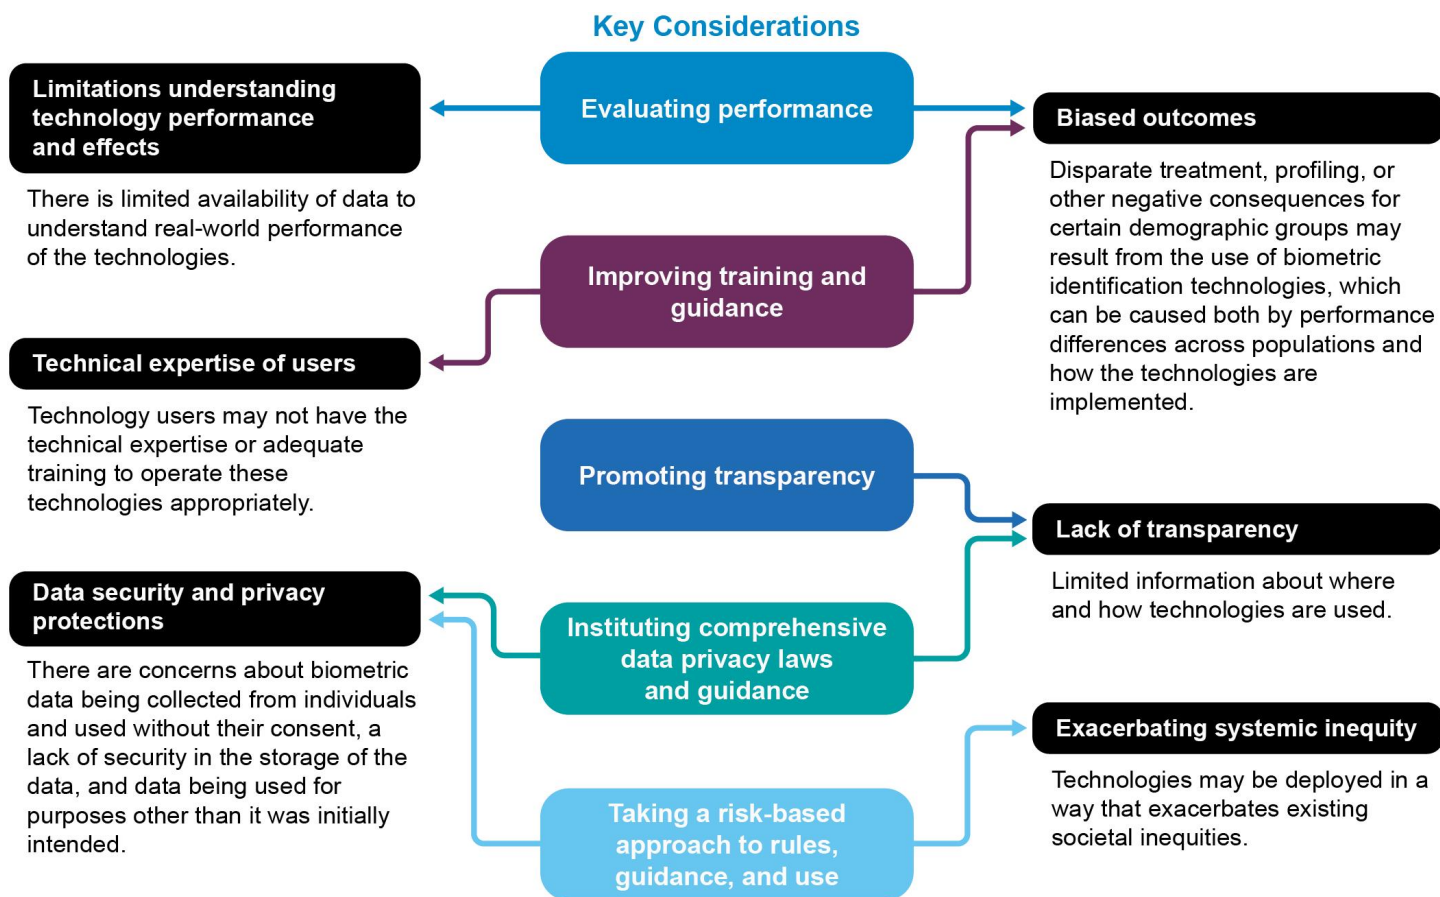 Key Considerations
Limitations understanding
technology performance
and effects
There is limited availability of data to
understand real-world performance
of the technologies.
Technical expertise of users
Technology users may not have the
technical expertise or adequate
training to operate these
technologies appropriately.
Data security and privacy
protections
There are concerns about biometric
data being collected from individuals
and used without their consent, a
lack of security in the storage of the
data, and data being used for
purposes other than it was initially
intended.
Evaluating performance
Improving training and
guidance
Promoting transparency
Instituting comprehensive
data privacy laws
and guidance
Taking a risk-based
approach to rules,
guidance, and use
Biased outcomes
Disparate treatment, profiling, or
other negative consequences for
certain demographic groups may
result from the use of biometric
identification technologies, which
can be caused both by performance
differences across populations and
how the technologies are
implemented.
Lack of transparency
Limited information about where
and how technologies are used.
Exacerbating systemic inequity
Technologies may be deployed in a
way that exacerbates existing
societal inequities.